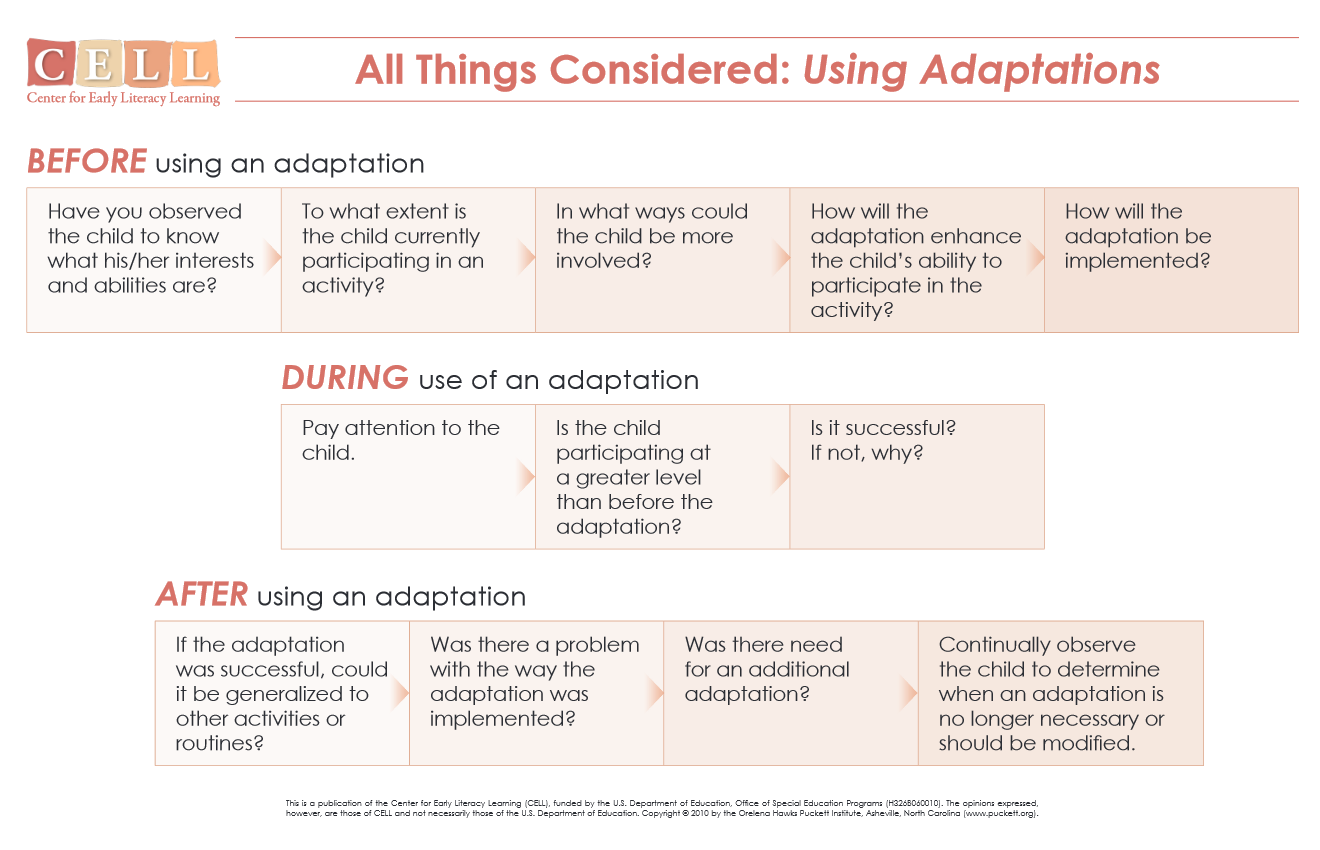 CELL
Center for Early Literacy Learning
All Things Considered: Using Adaptations
BEFORE using an adaptation
Have you observed
the child to know
what his/her interests
and abilities are?
To what extent is
the child currently
participating in an
activity?
In what ways could
the child be more
involved?
How will the
adaptation enhance
the child’s ability to
participate in the
activity?
How will the
adaptation be
implemented?
DURING use of an adaptation
Pay attention to the
child.
Is the child
participating at
a greater level
than before the
adaptation?
Is it successful?
If not, why?
AFTER using an adaptation
If the adaptation
was successful, could
it be generalized to
other activities or
routines?
Was there a problem
with the way the
adaptation was
implemented?
Was there need
for an additional
adaptation?
Continually observe
the child to determine
when an adaptation is
no longer necessary or
should be modified.
This is a publication of the Center for Early Literacy Learning (CELL), funded by the U.S. Department of Education, Office of Special Education Programs (H326B060010). The opinions expressed,
however, are those of CELL and not necessarily those of the U.S. Department of Education. Copyright © 2010 by the Orelena Hawks Puckett Institute, Asheville, North Carolina (www.puckett.org).